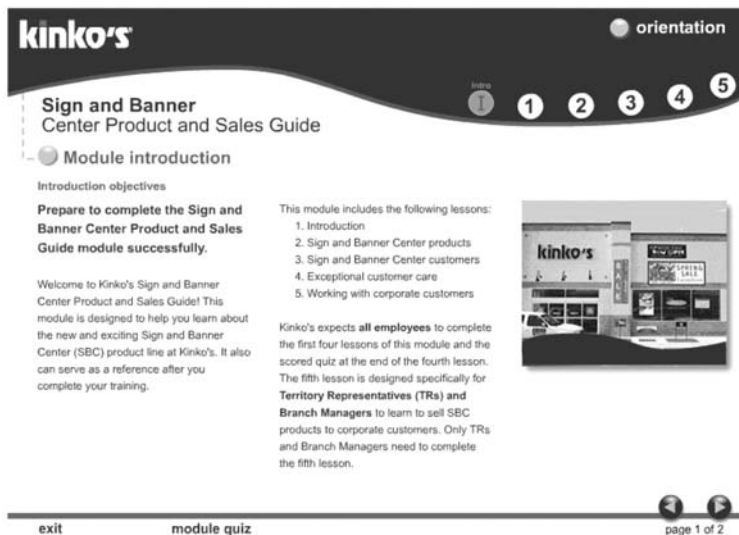 kinko's
orientation
Intro
I 1 2 3 4 5
Sign and Banner
Center Product and Sales Guide
Module introduction
Introduction objectives
Prepare to complete the Sign and
Banner Center Product and Sales
Guide module successfully.
Welcome to Kinko's Sign and Banner
Center Product and Sales Guide! This
module is designed to help you learn about
the new and exciting Sign and Banner
Center (SBC) product line at Kinko's. It also
can serve as a reference after you
complete your training.
This module includes the following lessons:
1. Introduction
2. Sign and Banner Center products
3. Sign and Banner Center customers
4. Exceptional customer care
5. Working with corporate customers
Kinko's expects all employees to complete
the first four lessons of this module and the
scored quiz at the end of the fourth lesson.
The fifth lesson is designed specifically for
Territory Representatives (TRs) and
Branch Managers to learn to sell SBC
products to corporate customers. Only TRs
and Branch Managers need to complete
the fifth lesson.
kinko's
SALE
SPRING
SALE
exit
module quiz
page 1 of 2